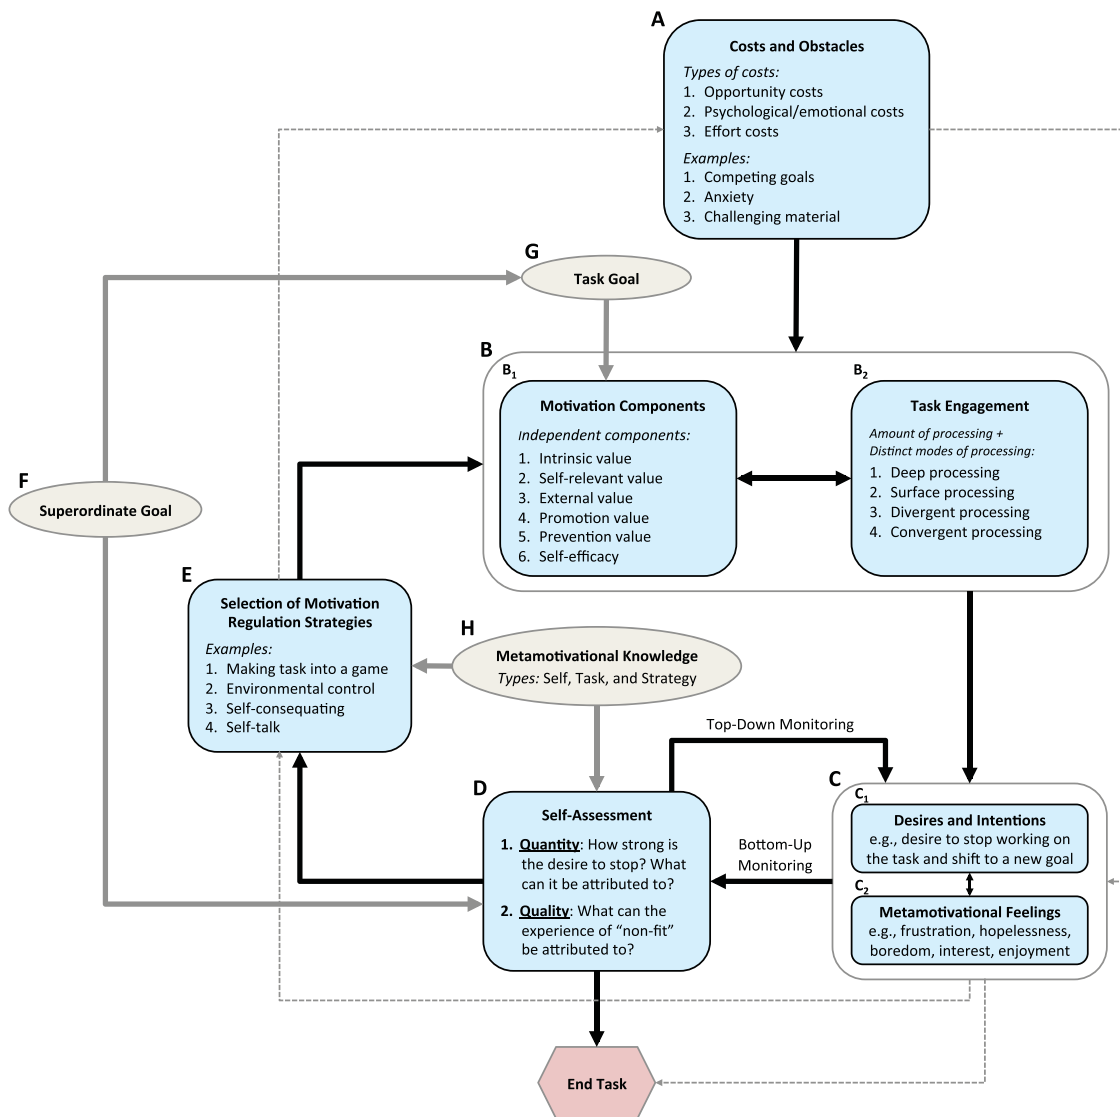 A
Costs and Obstacles
Types of costs:
1. Opportunity costs
2. Psychological/emotional costs
3. Effort costs
Examples:
1. Competing goals
2. Anxiety
3. Challenging material
G
Task Goal
B
B1
Motivation Components
Independent components:
1. Intrinsic value
2. Self-relevant value
3. External value
4. Promotion value
5. Prevention value
6. Self-efficacy
B2
Task Engagement
Amount of processing +
Distinct modes of processing:
1. Deep processing
2. Surface processing
3. Divergent processing
4. Convergent processing
F
Superordinate Goal
E
Selection of Motivation
Regulation Strategies
Examples:
1. Making task into a game
2. Environmental control
3. Self-consequating
4. Self-talk
H
Metamotivational Knowledge
Types: Self, Task, and Strategy
Top-Down Monitoring
D
Self-Assessment
1. Quantity: How strong is
the desire to stop? What
can it be attributed to?
2. Quality: What can the
experience of “non-fit”
be attributed to?
Bottom-Up
Monitoring
C
C1
Desires and Intentions
e.g., desire to stop working on
the task and shift to a new goal
C2
Metamotivational Feelings
e.g., frustration, hopelessness,
boredom, interest, enjoyment
End Task